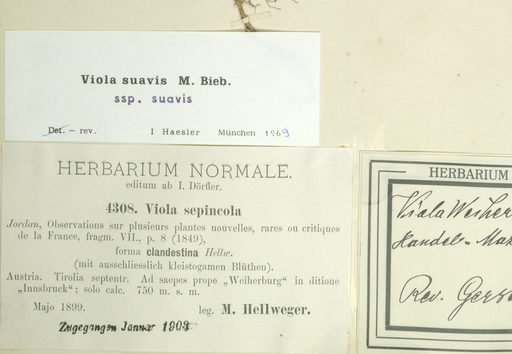 Viola suavis M. Bieb.
ssp. suavis
Det. – rev. I Haesler München 1969
HERBARIUM NORMALE.
editum ab I. Dörfler.
4308. Viola sepincola
Jordan, Observations sur plusieurs plantes nouvelles, rares ou critiques
de la France, fragm. VII., p. 8 (1849),
forma clandestina Hellw.
(mit ausschliesslich kleistogamen Blüthen).
Austria. Tirolia septentr. Ad saepes prope „Weiherburg" in ditione
„Innsbruck"; solo calc. 750 m. s. m.
Majo 1899. leg. M. Hellweger.
Zugegangen Januar 1903
HERBARIUM
Viola Weiher
Handel-Maz
Rev. Gers